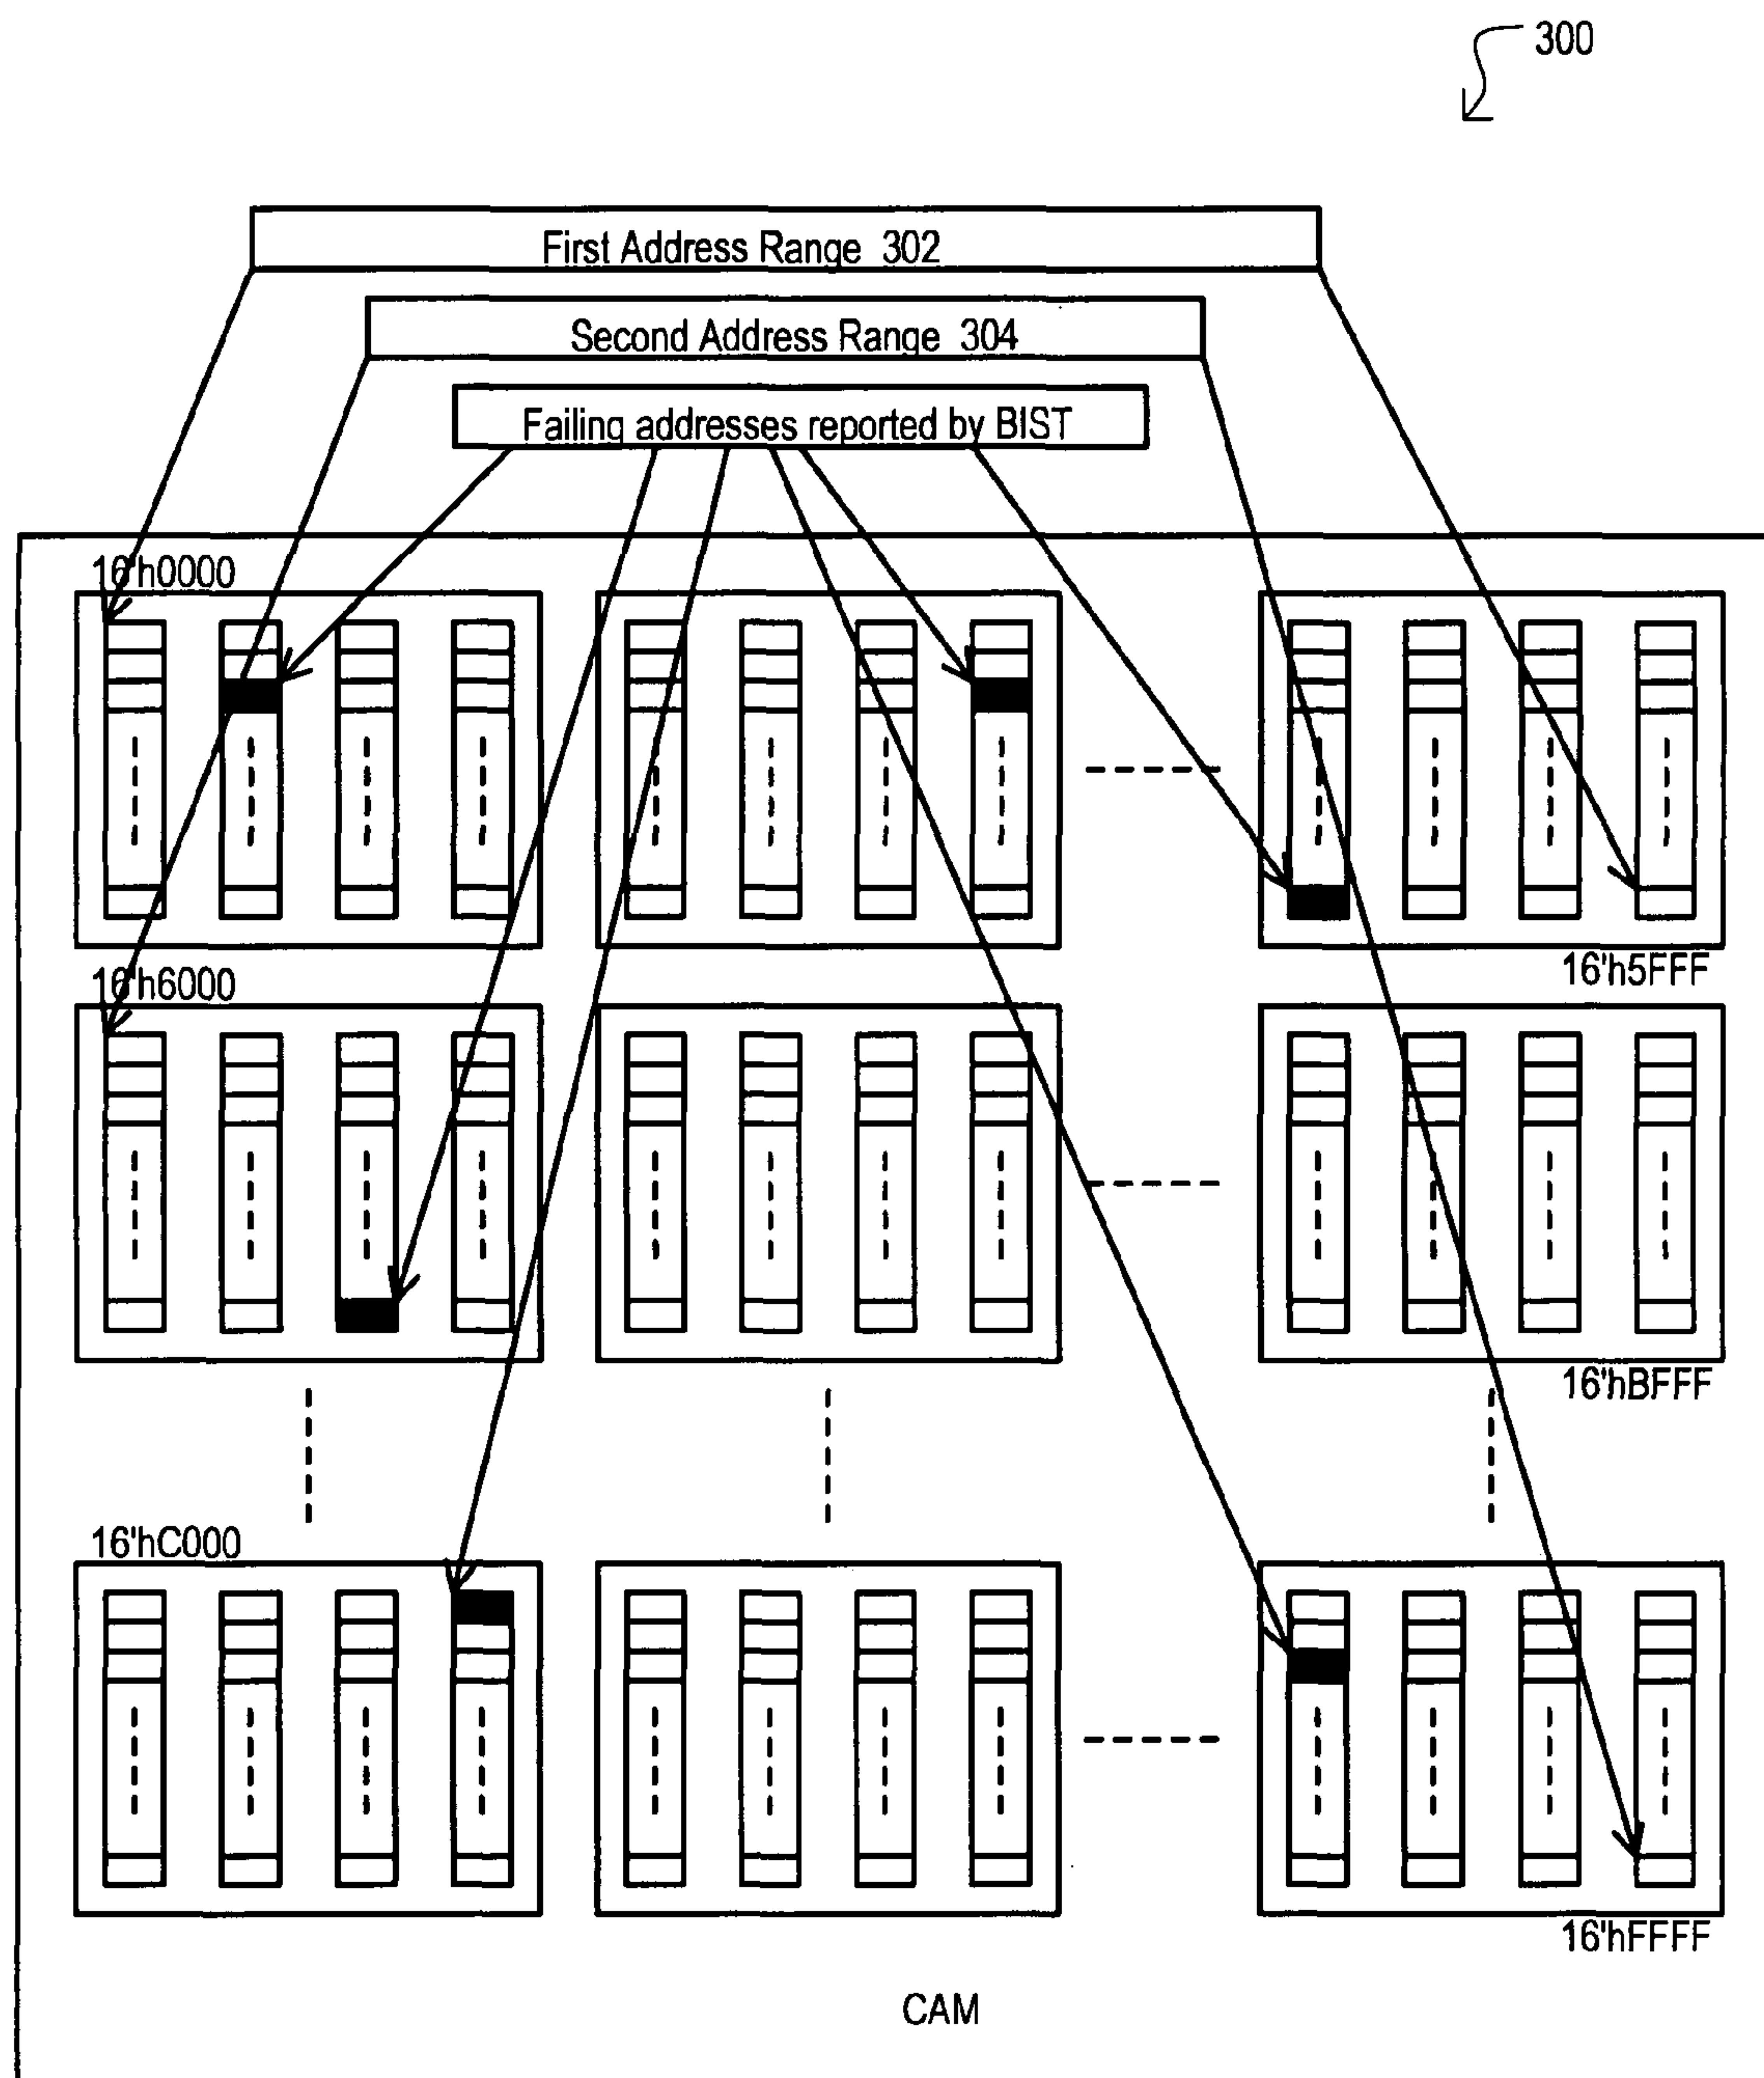 300
First Address Range 302
Second Address Range 304
Failing addresses reported by BIST
16'h0000
16'h5FFF
16'h6000
16'hBFFF
16'hC000
16'hFFFF
CAM